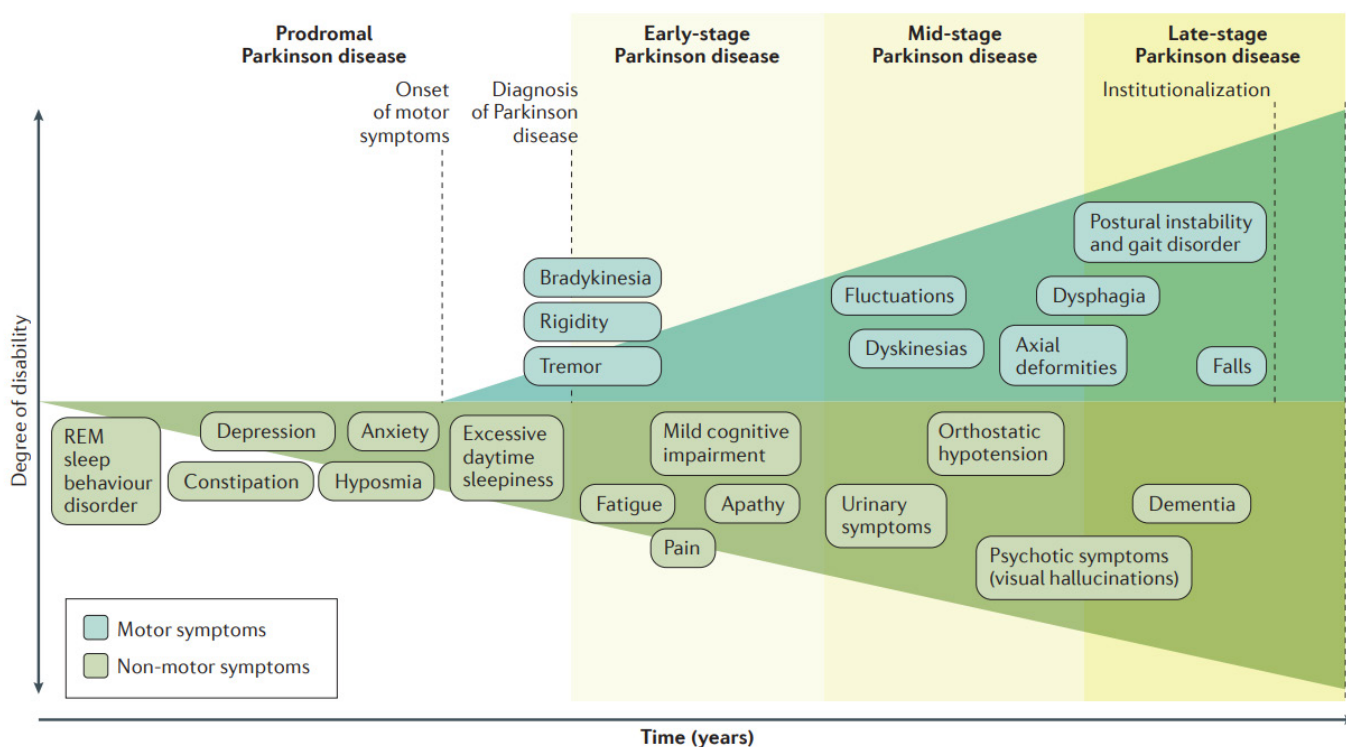 Prodromal
Parkinson disease
Early-stage
Parkinson disease
Mid-stage
Parkinson disease
Late-stage
Parkinson disease
Onset
of motor
symptoms
Diagnosis
of Parkinson
disease
Institutionalization
Degree of disability
Bradykinesia
Rigidity
Tremor
Fluctuations
Dyskinesias
Postural instability
and gait disorder
Dysphagia
Axial
deformities
Falls
REM
sleep
behaviour
disorder
Depression
Anxiety
Constipation
Hyposmia
Excessive
daytime
sleepiness
Mild cognitive
impairment
Fatigue
Apathy
Pain
Orthostatic
hypotension
Urinary
symptoms
Dementia
Psychotic symptoms
(visual hallucinations)
Motor symptoms
Non-motor symptoms
Time (years)